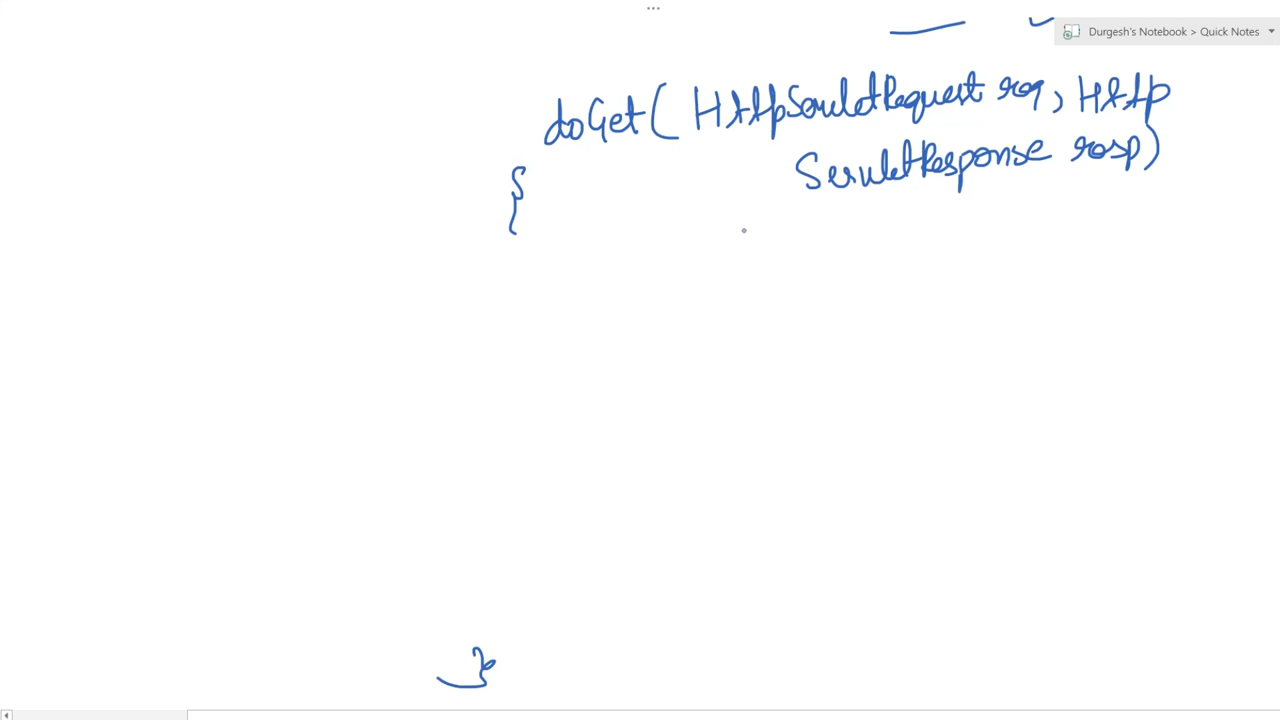 Durgesh's Notebook > Quick Notes
doGet( HttpServletRequest req, Http
ServletResponse resp)
{
}